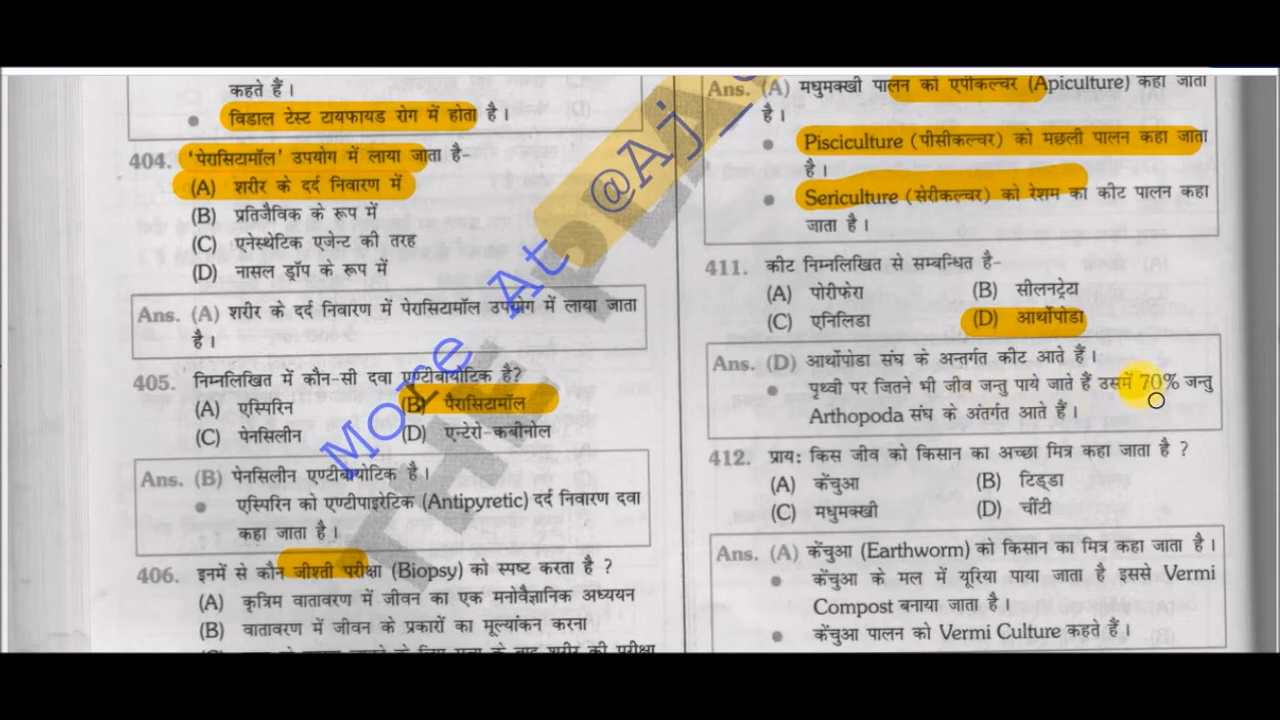 कहते हैं।
● विडाल टेस्ट टायफायड रोग में होता है।
404. 'पेरासिटामॉल' उपयोग में लाया जाता है-
(A) शरीर के दर्द निवारण में
(B) प्रतिजैविक के रूप में
(C) एनेस्थेटिक एजेन्ट की तरह
(D) नासल ड्रॉप के रूप में
Ans. (A) शरीर के दर्द निवारण में पेरासिटामॉल उपयोग में लाया जाता
है।
405. निम्नलिखित में कौन-सी दवा एण्टीबायोटिक है?
(A) एस्पिरिन (B) पैरासिटामॉल
(C) पेनसिलीन (D) एन्टेरो-कबीनोल
Ans. (B) पेनसिलीन एण्टीबायोटिक है।
● एस्पिरिन को एण्टीपाइरेटिक (Antipyretic) दर्द निवारण दवा
कहा जाता है।
406. इनमें से कौन जीश्ती परीक्षा (Biopsy) को स्पष्ट करता है ?
(A) कृत्रिम वातावरण में जीवन का एक मनोवैज्ञानिक अध्ययन
(B) वातावरण में जीवन के प्रकारों का मूल्यांकन करना
Ans. (A) मधुमक्खी पालन को एपीकल्चर (Apiculture) कहा जाता
है।
● Pisciculture (पीसीकल्चर) को मछली पालन कहा जाता
है।
● Sericulture (सेरीकल्चर) को रेशम का कीट पालन कहा
जाता है।
411. कीट निम्नलिखित से सम्बन्धित है-
(A) पोरीफेरा (B) सीलनट्रेटा
(C) एनिलिडा (D) आर्थोपोडा
Ans. (D) आर्थोपोडा संघ के अन्तर्गत कीट आते हैं।
● पृथ्वी पर जितने भी जीव जन्तु पाये जाते हैं उसमें 70% जन्तु
Arthopoda संघ के अंतर्गत आते हैं।
412. प्राय: किस जीव को किसान का अच्छा मित्र कहा जाता है ?
(A) केंचुआ (B) टिड्डा
(C) मधुमक्खी (D) चींटी
Ans. (A) केंचुआ (Earthworm) को किसान का मित्र कहा जाता है।
● केंचुआ के मल में यूरिया पाया जाता है इससे Vermi
Compost बनाया जाता है।
● केंचुआ पालन को Vermi Culture कहते हैं।
More At @Aj_